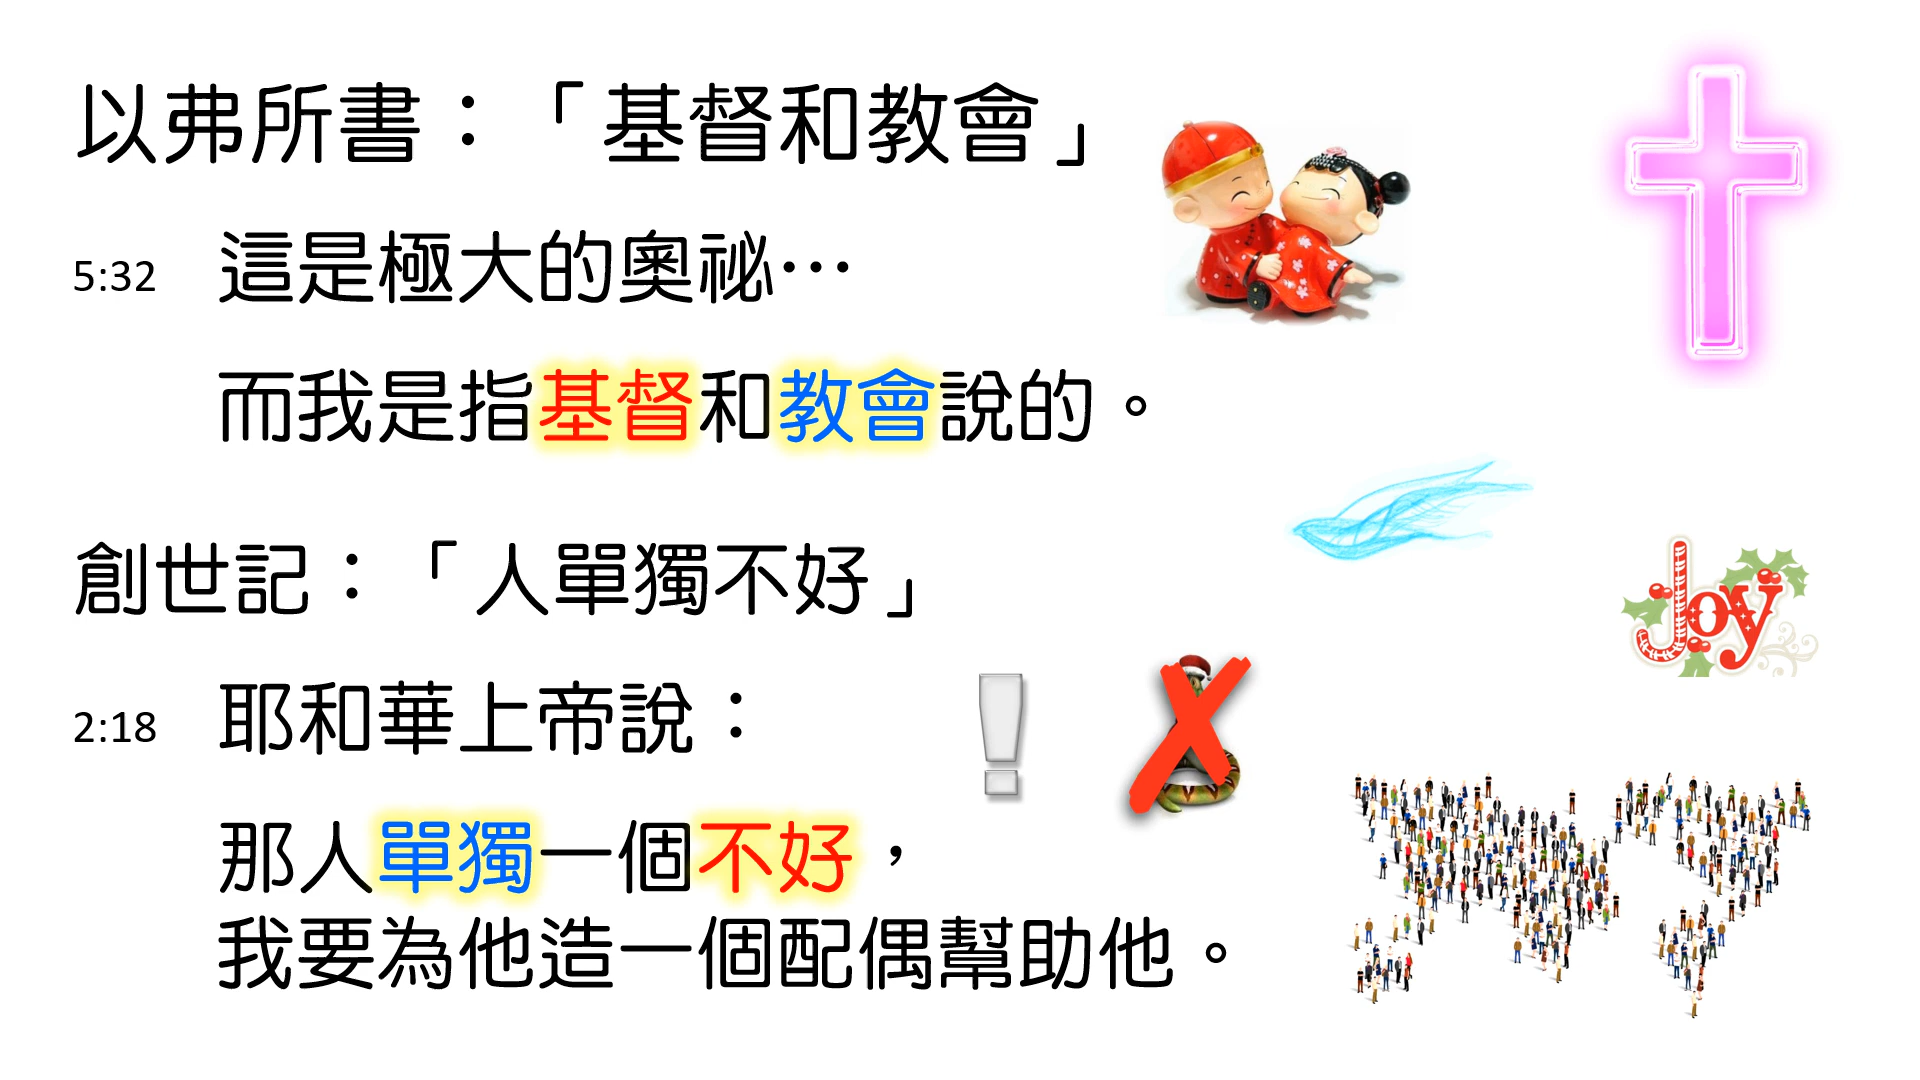 以弗所書：「基督和教會」
5:32 這是極大的奧祕…
而我是指基督和教會說的。
創世記：「人單獨不好」
Joy
2:18 耶和華上帝說：
!
那人單獨一個不好，
我要為他造一個配偶幫助他。